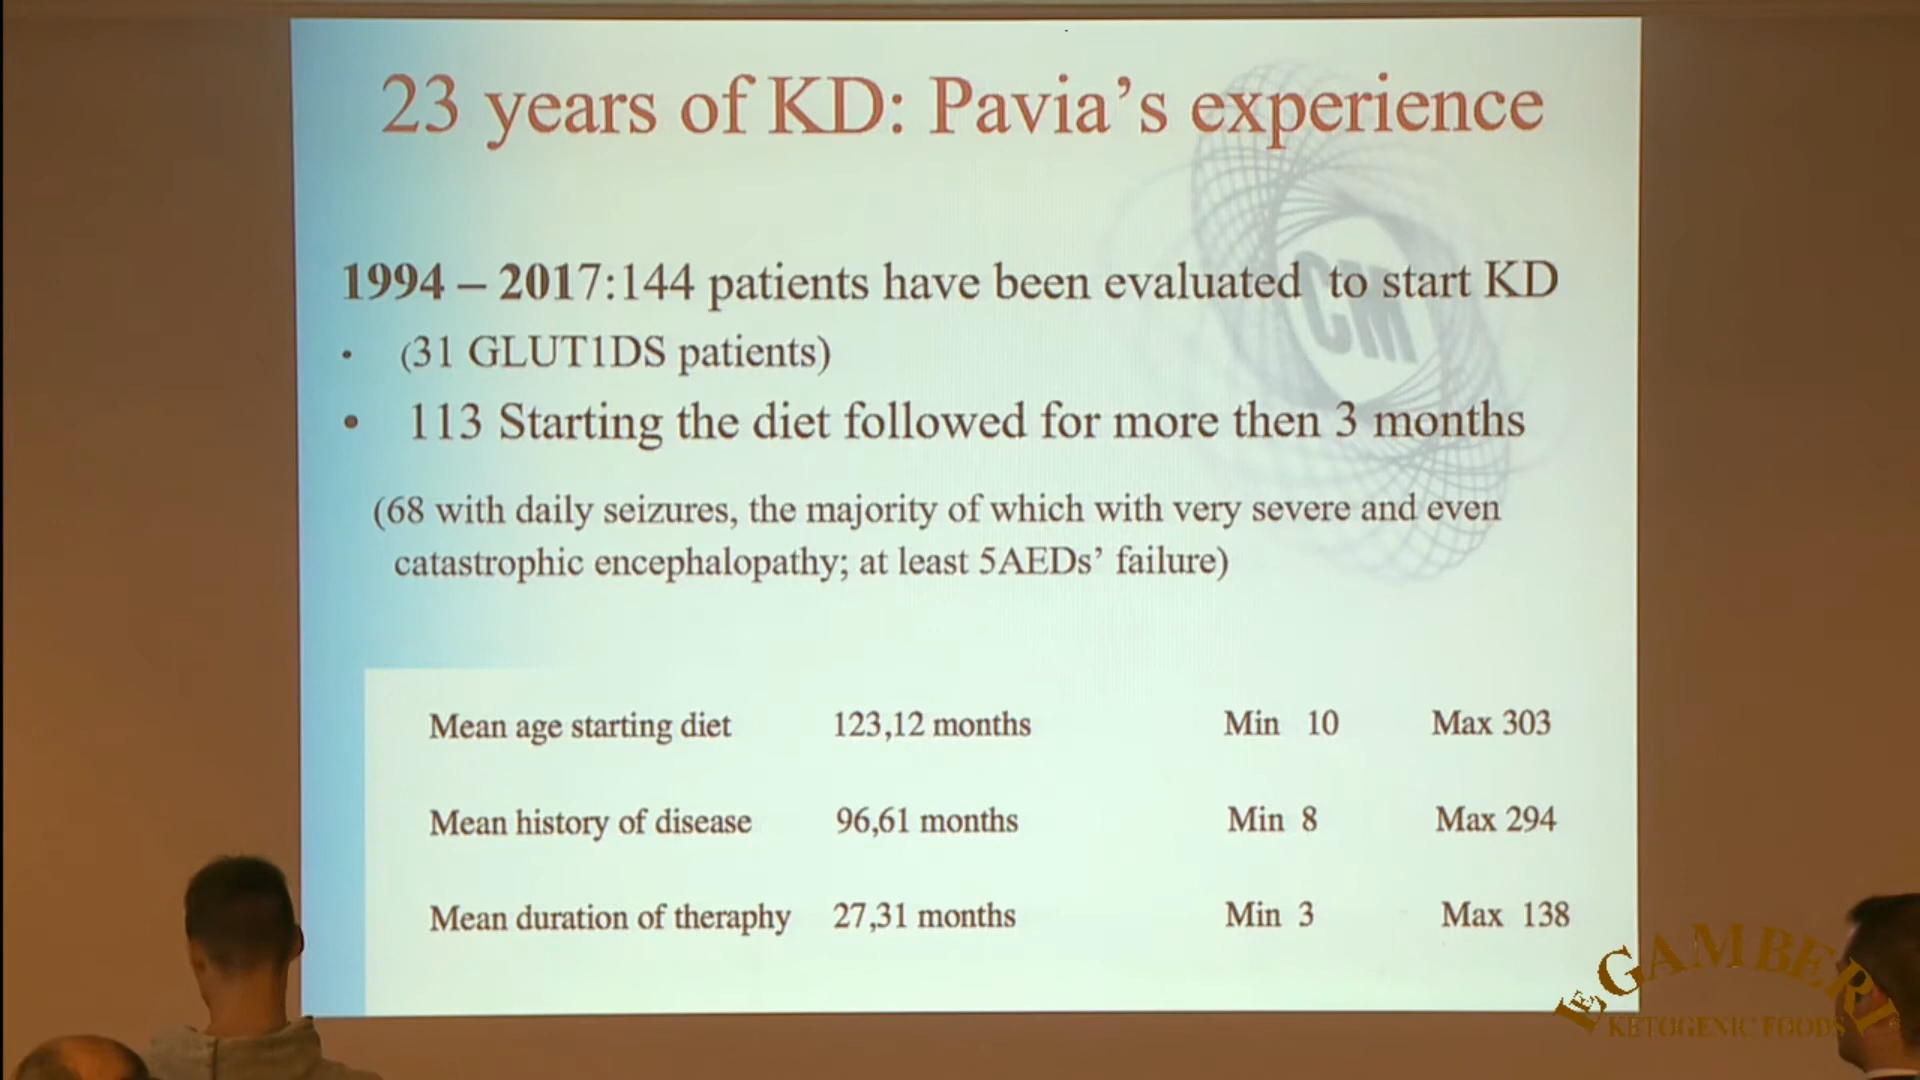 23 years of KD: Pavia's experience
CM
1994 – 2017:144 patients have been evaluated to start KD
• (31 GLUT1DS patients)
• 113 Starting the diet followed for more then 3 months
(68 with daily seizures, the majority of which with very severe and even
catastrophic encephalopathy; at least 5AEDs' failure)
Mean age starting diet 123,12 months Min 10 Max 303
Mean history of disease 96,61 months Min 8 Max 294
Mean duration of theraphy 27,31 months Min 3 Max 138
LE GAMBERI
KETOGENIC FOODS